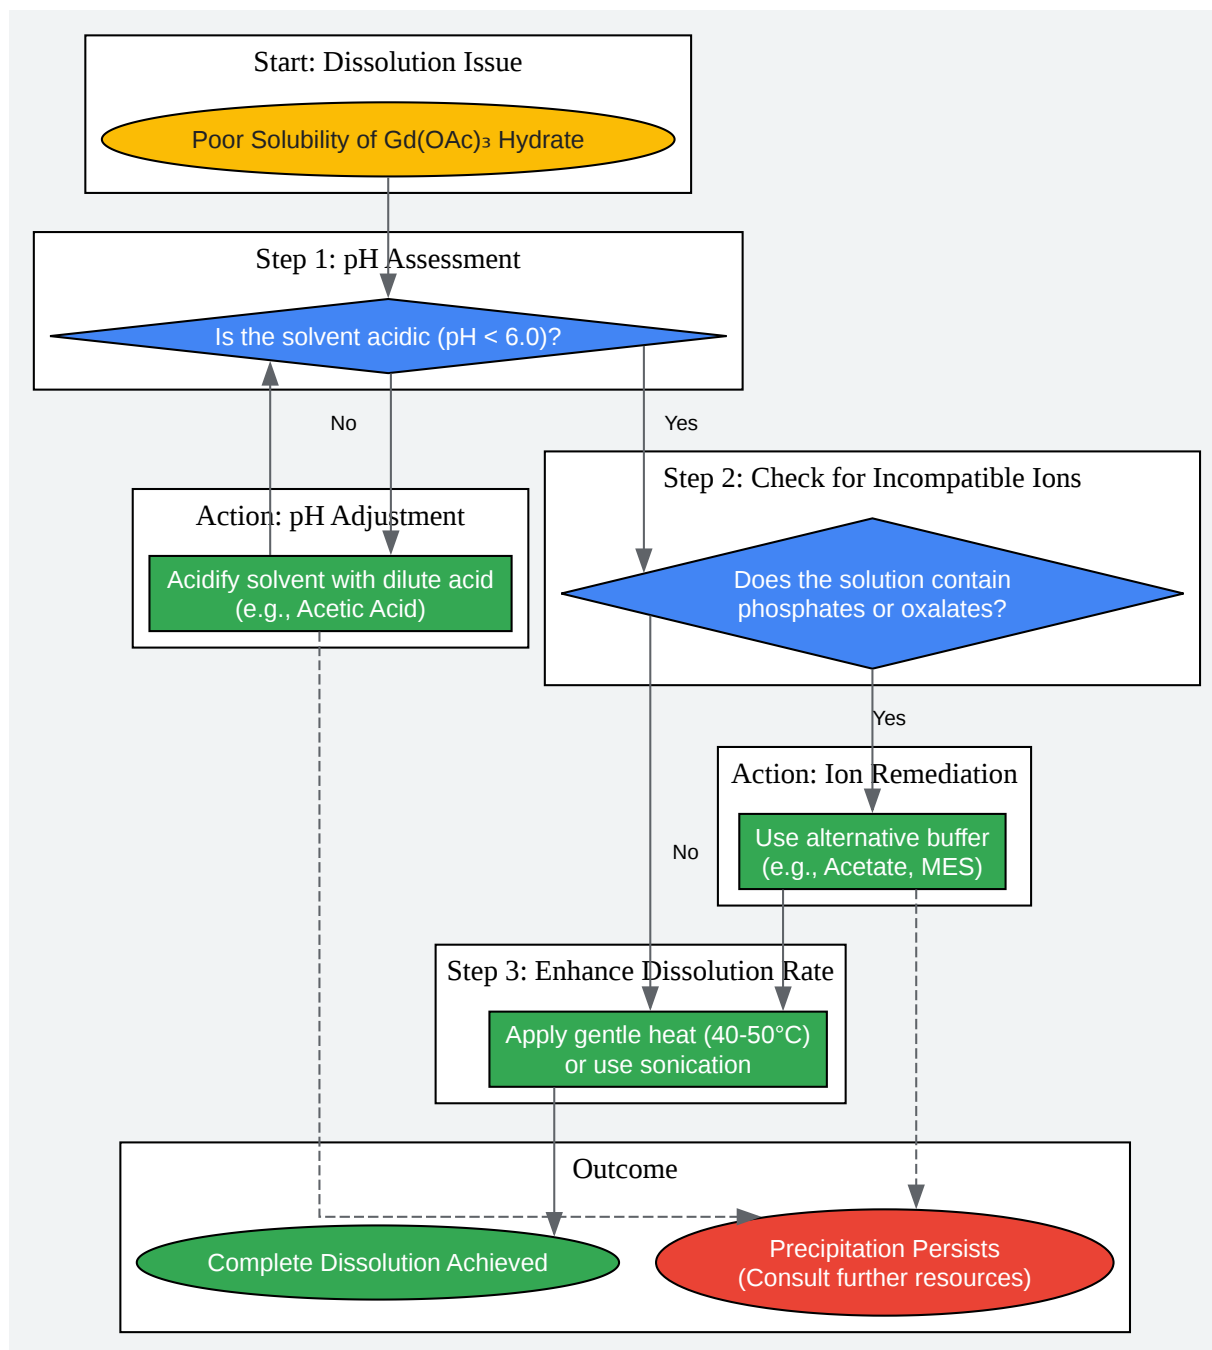 Start: Dissolution Issue
Poor Solubility of Gd(OAc)₃ Hydrate
Step 1: pH Assessment
Is the solvent acidic (pH < 6.0)?
No
Yes
Step 2: Check for Incompatible Ions
Action: pH Adjustment
Acidify solvent with dilute acid
(e.g., Acetic Acid)
Does the solution contain
phosphates or oxalates?
Yes
Action: Ion Remediation
Use alternative buffer
(e.g., Acetate, MES)
No
Step 3: Enhance Dissolution Rate
Apply gentle heat (40-50°C)
or use sonication
Outcome
Complete Dissolution Achieved
Precipitation Persists
(Consult further resources)